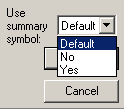 Use
summary
symbol:
Default
Default
No
Yes
Cancel